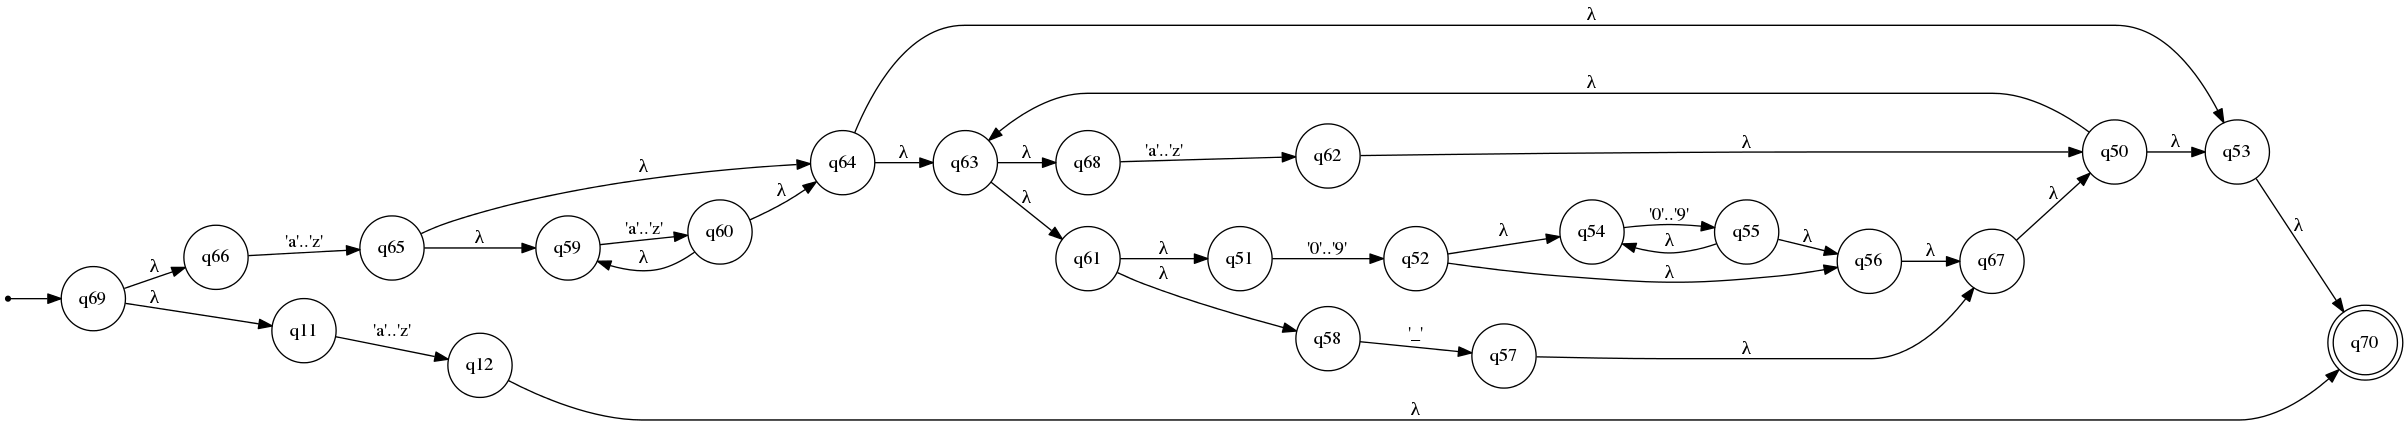 λ
λ
λ
'a'..'z'
λ
λ
q64
λ
q63
λ
q68
q62
λ
q50
λ
q53
λ
'a'..'z'
λ
λ
'0'..'9'
λ
λ
q66
'a'..'z'
q65
λ
q59
λ
q60
q61
λ
q51
'0'..'9'
q52
λ
q54
λ
q55
λ
q56
λ
q67
λ
q69
λ
λ
q11
'a'..'z'
q12
λ
q58
'_'
q57
λ
q70
λ